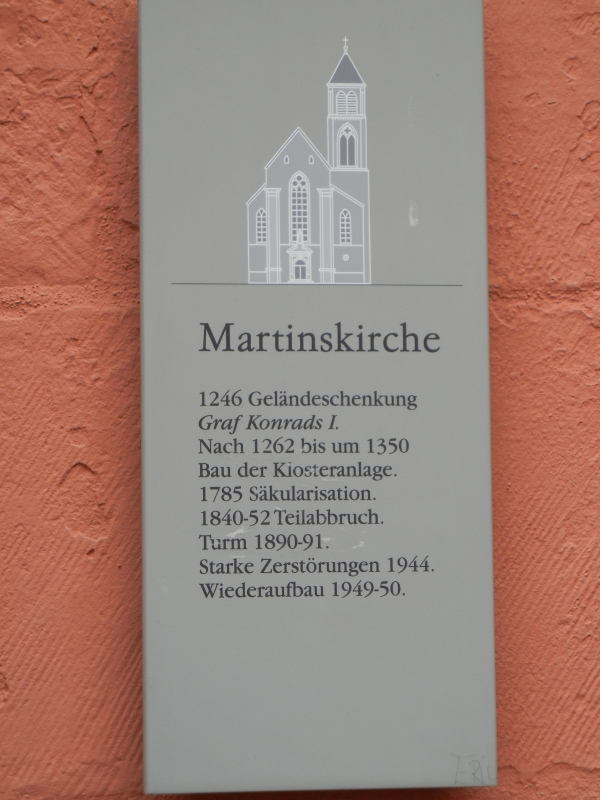 Martinskirche
1246 Geländeschenkung
Graf Konrads I.
Nach 1262 bis um 1350
Bau der Klosteranlage.
1785 Säkularisation.
1840-52 Teilabbruch.
Turm 1890-91.
Starke Zerstörungen 1944.
Wiederaufbau 1949-50.